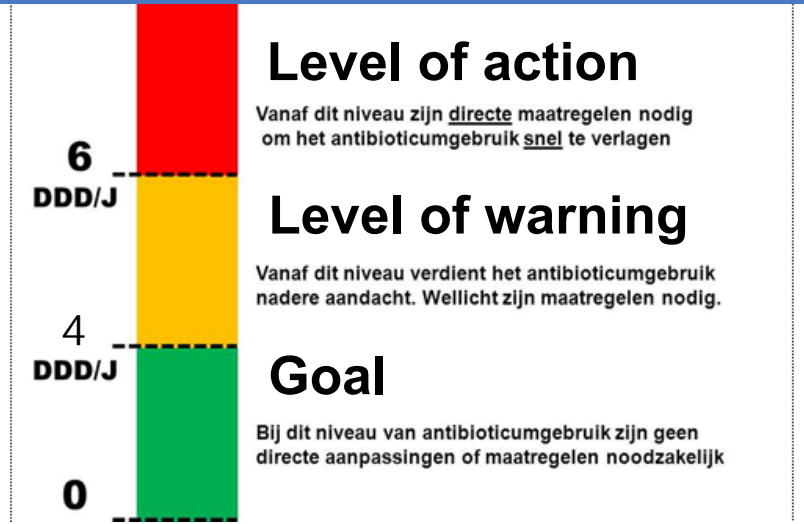 Level of action
Vanaf dit niveau zijn directe maatregelen nodig
om het antibioticumgebruik snel te verlagen
6
DDD/J
Level of warning
Vanaf dit niveau verdient het antibioticumgebruik
nadere aandacht. Wellicht zijn maatregelen nodig.
4
DDD/J
Goal
Bij dit niveau van antibioticumgebruik zijn geen
directe aanpassingen of maatregelen noodzakelijk
0